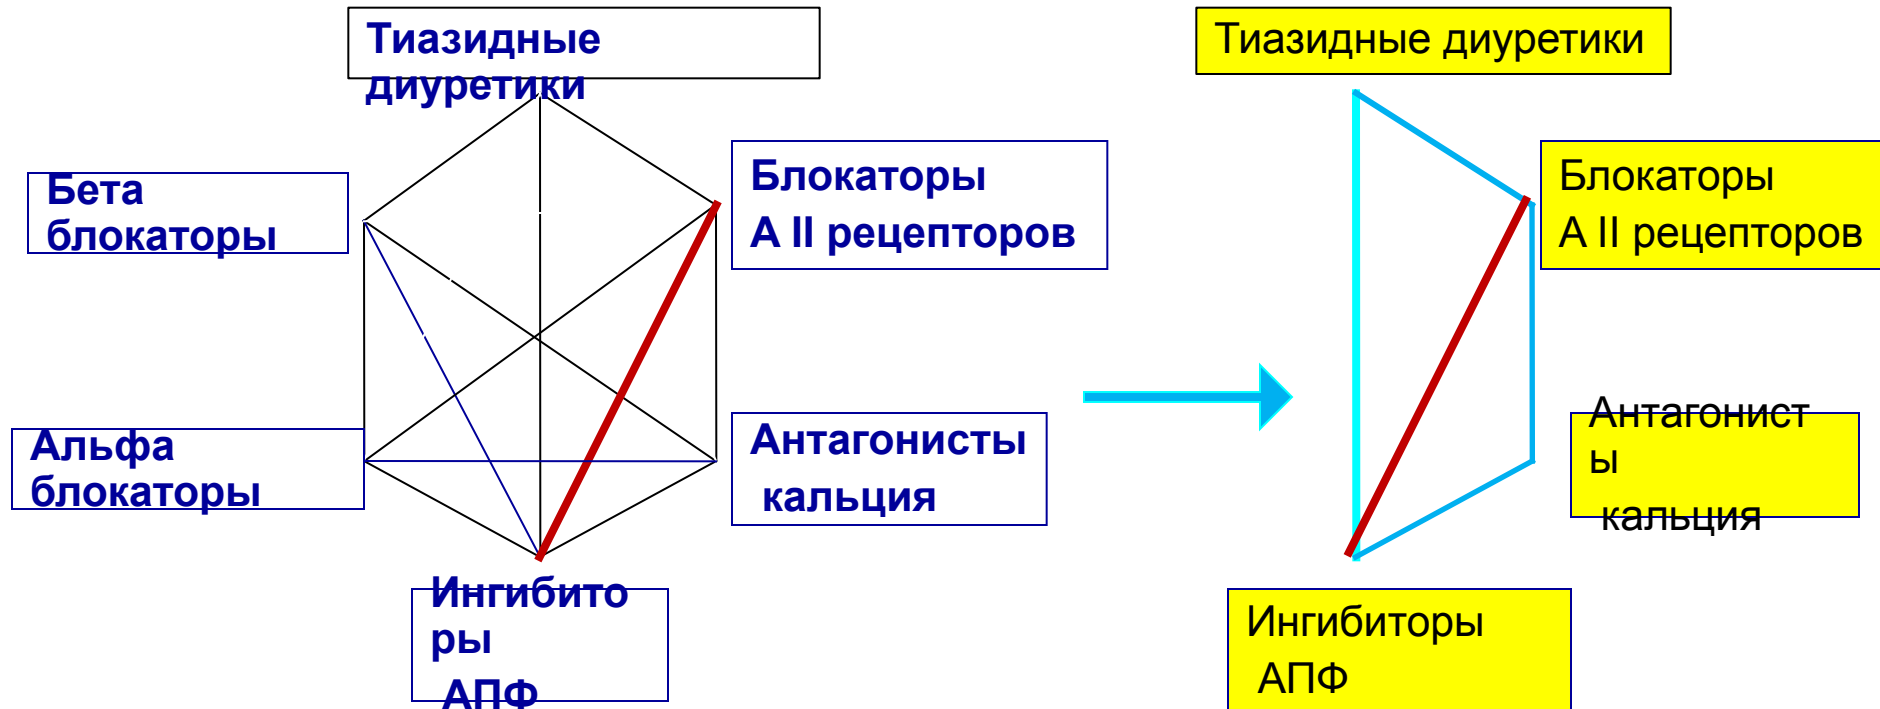 Тиазидные
диуретики
Бета
блокаторы
Блокаторы
А II рецепторов
Альфа
блокаторы
Антагонисты
кальция
Ингибито
ры
АПФ
Тиазидные диуретики
Блокаторы
А II рецепторов
Антагонист
ы
кальция
Ингибиторы
АПФ